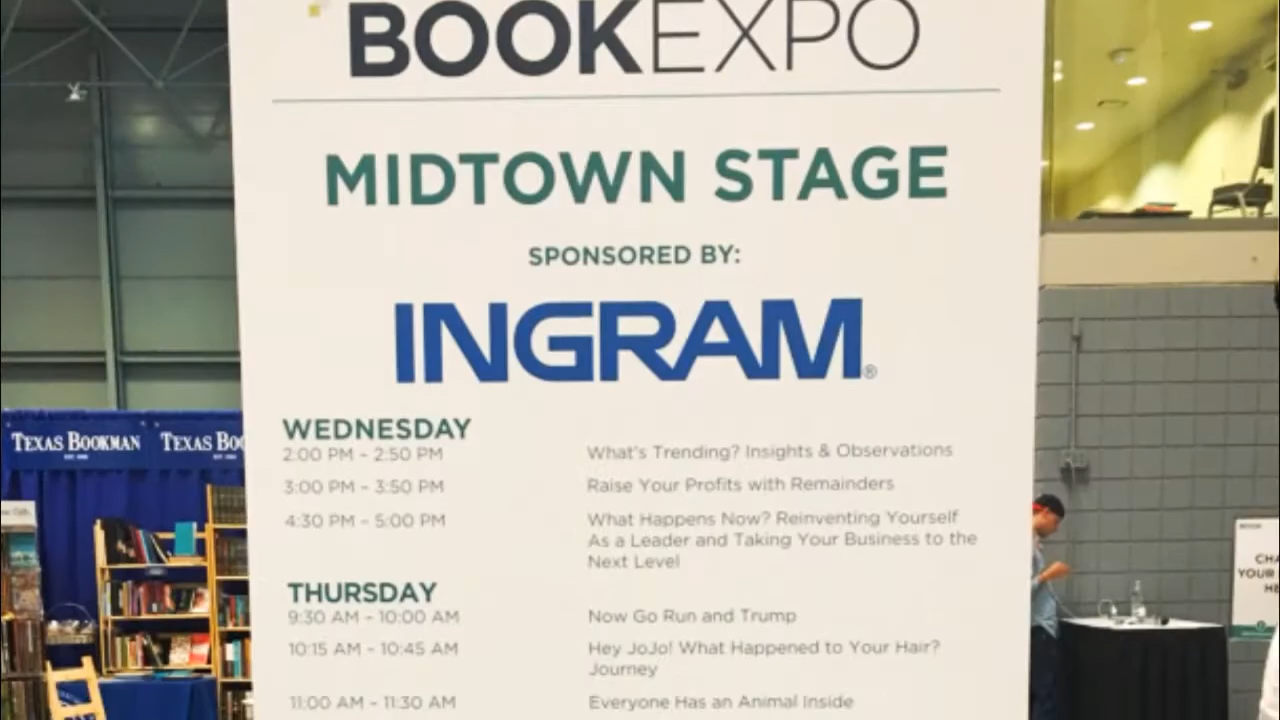 BOOKEXPO
MIDTOWN STAGE
SPONSORED BY:
INGRAM®
WEDNESDAY
2:00 PM – 2:50 PM What's Trending? Insights & Observations
3:00 PM – 3:50 PM Raise Your Profits with Remainders
4:30 PM – 5:00 PM What Happens Now? Reinventing Yourself
As a Leader and Taking Your Business to the
Next Level
THURSDAY
9:30 AM – 10:00 AM Now Go Run and Trump
10:15 AM – 10:45 AM Hey JoJo! What Happened to Your Hair?
Journey
11:00 AM – 11:30 AM Everyone Has an Animal Inside
TEXAS BOOKMAN
TEXAS BOO
CHA
YOUR